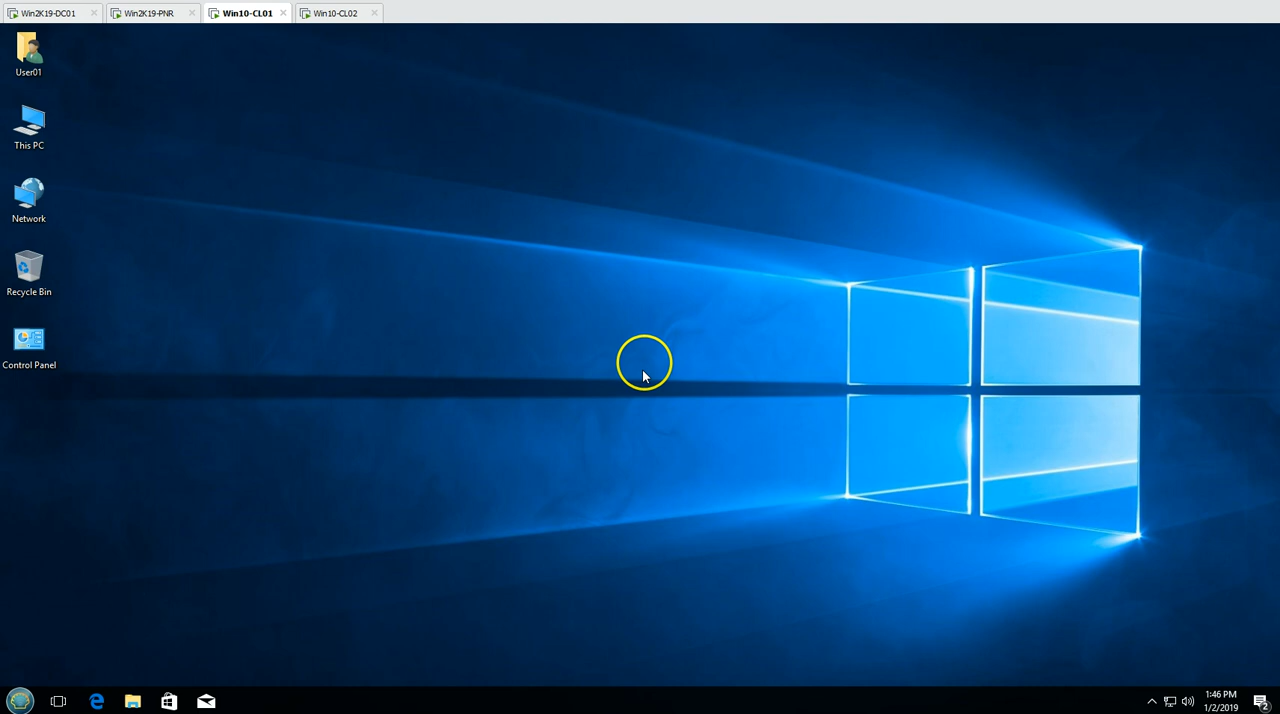 Win2K19-DC01
Win2K19-PNR
Win10-CL01
Win10-CL02
User01
This PC
Network
Recycle Bin
Control Panel
1:46 PM
1/2/2019
2